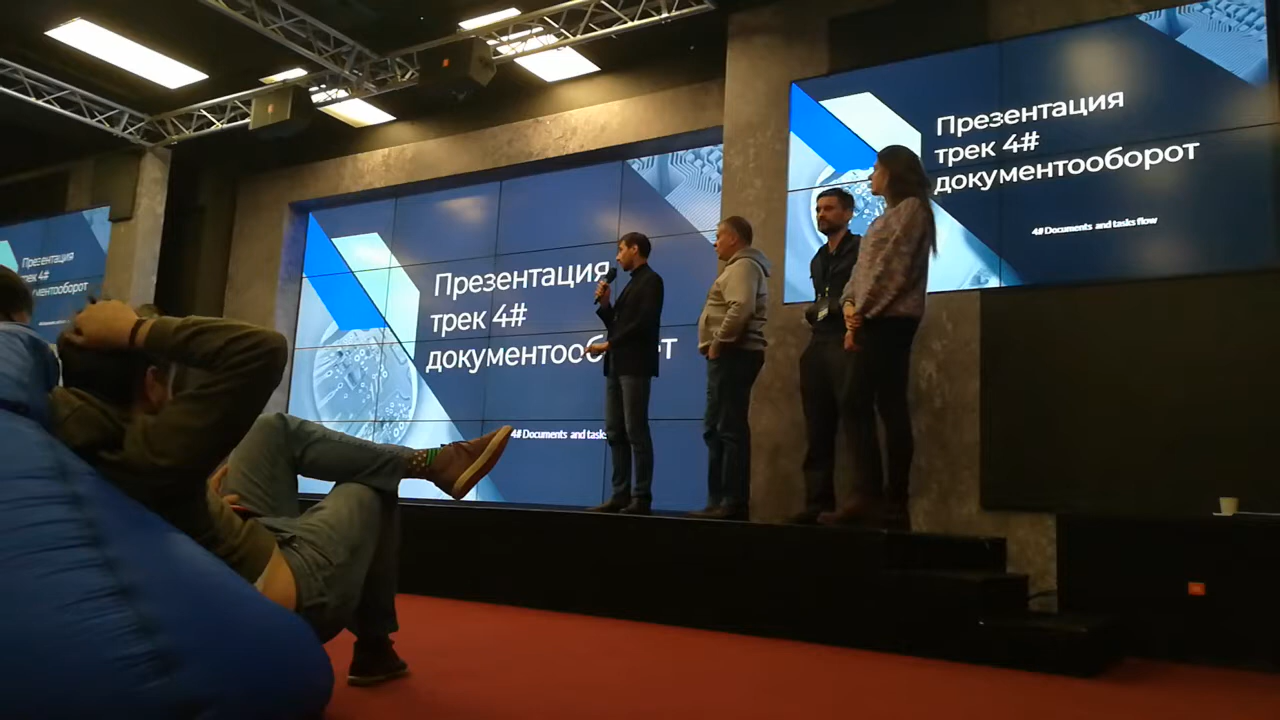 Презентация
трек 4#
документооборот
Презентация
трек 4#
документооб т
4# Documents and tasks
Презентация
трек 4#
документооборот
4# Documents and tasks flow